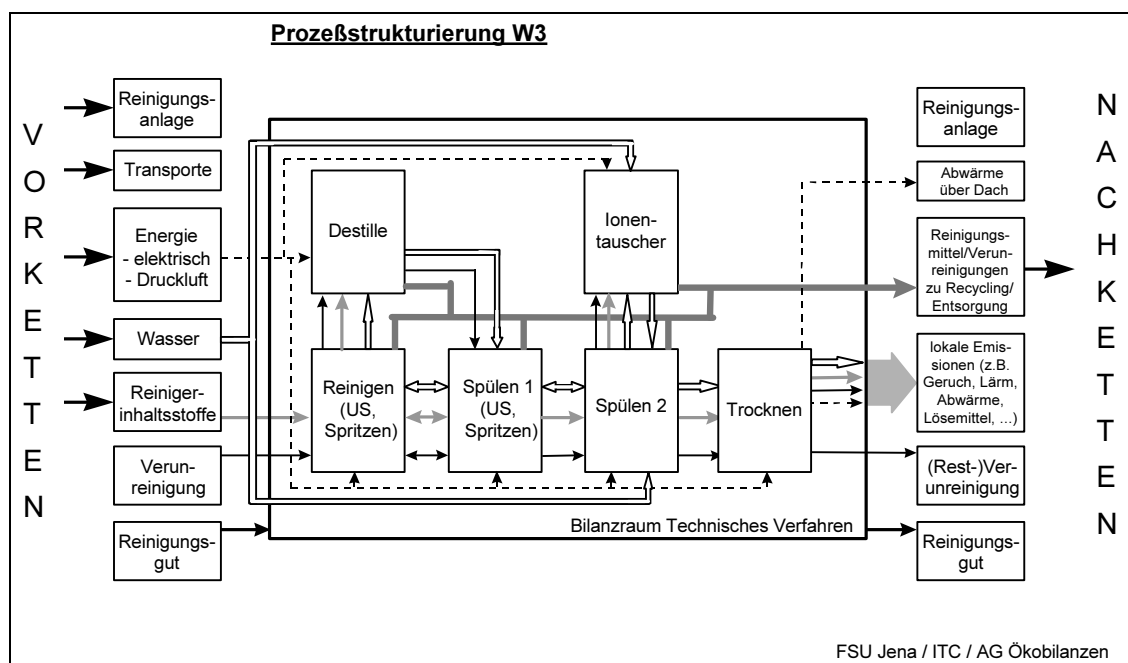 Prozeßstrukturierung W3
VORKETTEN
Reinigungs-
anlage
Transporte
Energie
- elektrisch
- Druckluft
Wasser
Reiniger-
inhaltsstoffe
Verun-
reinigung
Reinigungs-
gut
Destille
Ionen-
tauscher
Reinigen
(US,
Spritzen)
Spülen 1
(US,
Spritzen)
Spülen 2
Trocknen
Bilanzraum Technisches Verfahren
Reinigungs-
anlage
Abwärme
über Dach
Reinigungs-
mittel/Verun-
reinigungen
zu Recycling/
Entsorgung
lokale Emis-
sionen (z.B.
Geruch, Lärm,
Abwärme,
Lösemittel, ...)
(Rest-)Ver-
unreinigung
Reinigungs-
gut
NACHKETTEN
FSU Jena / ITC / AG Ökobilanzen